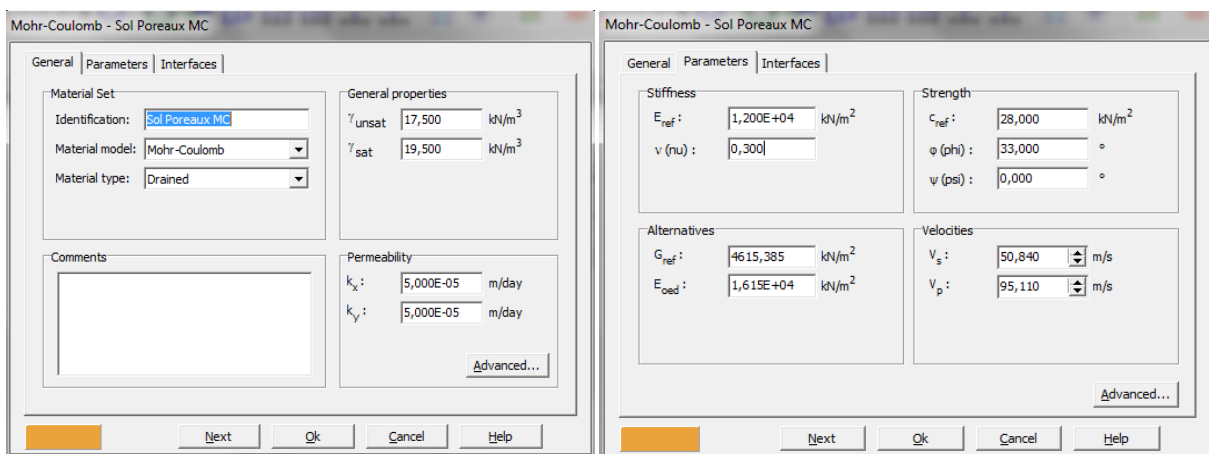 Mohr-Coulomb - Sol Poreaux MC
General Parameters Interfaces
Material Set
Identification: Sol Poreaux MC
Material model: Mohr-Coulomb
Material type: Drained
General properties
γunsat 17,500 kN/m³
γsat 19,500 kN/m³
Comments
Permeability
kx: 5,000E-05 m/day
ky: 5,000E-05 m/day
Advanced...
Next Ok Cancel Help
Mohr-Coulomb - Sol Poreaux MC
General Parameters Interfaces
Stiffness
Eref: 1,200E+04 kN/m²
ν (nu): 0,300
Strength
cref: 28,000 kN/m²
φ (phi): 33,000 °
ψ (psi): 0,000 °
Alternatives
Gref: 4615,385 kN/m²
Eoed: 1,615E+04 kN/m²
Velocities
Vs: 50,840 m/s
Vp: 95,110 m/s
Advanced...
Next Ok Cancel Help